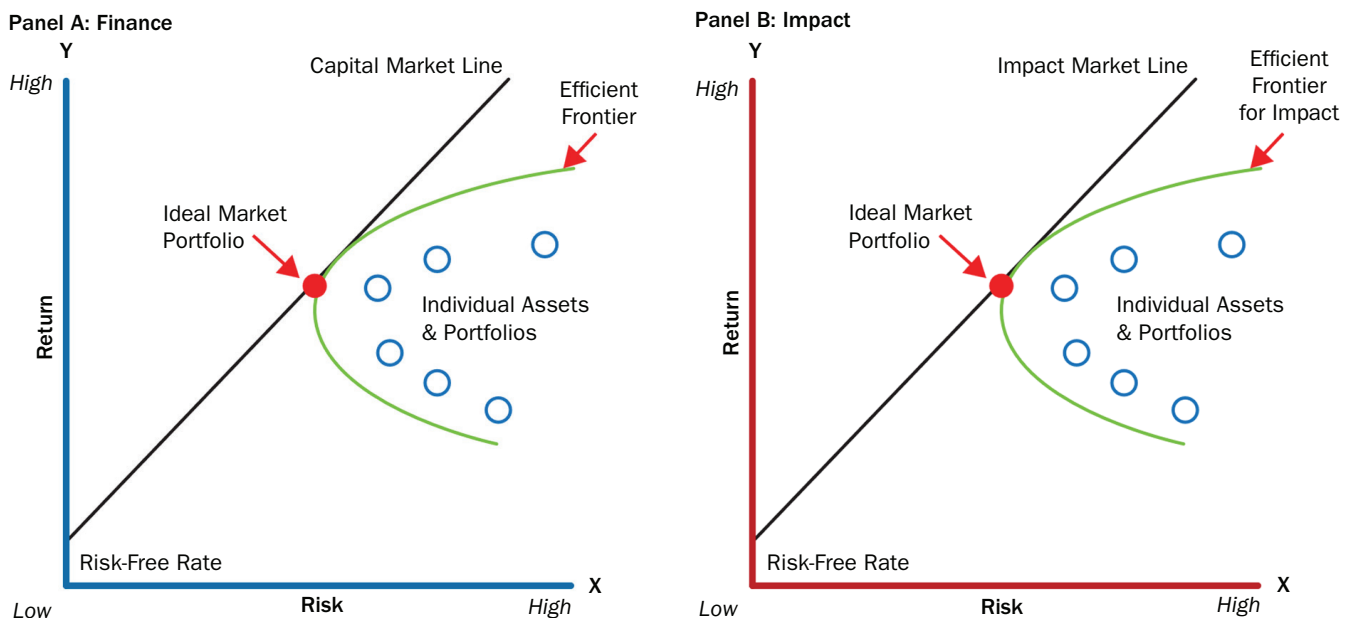 Panel A: Finance
Y
High
Capital Market Line
Efficient
Frontier
Ideal Market
Portfolio
Individual Assets
& Portfolios
Return
Risk-Free Rate
X
Low
Risk
High
Panel B: Impact
Y
High
Impact Market Line
Efficient
Frontier
for Impact
Ideal Market
Portfolio
Individual Assets
& Portfolios
Return
Risk-Free Rate
X
Low
Risk
High